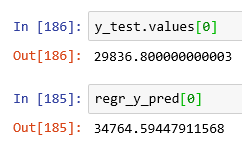 In [186]: y_test.values[0]
Out[186]: 29836.800000000003
In [185]: regr_y_pred[0]
Out[185]: 34764.59447911568